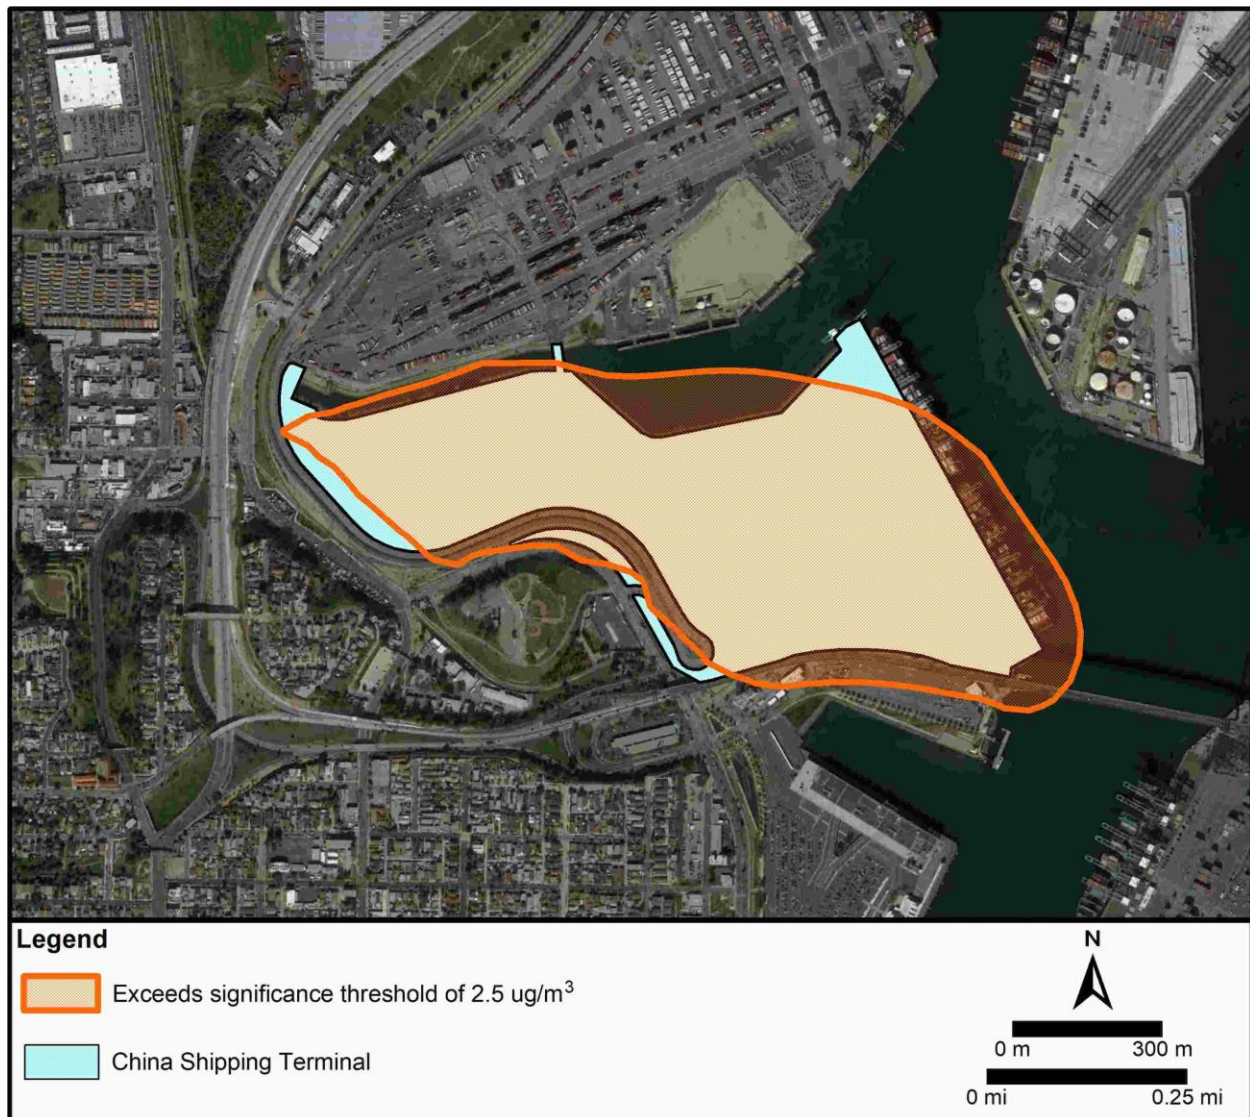 Legend
Exceeds significance threshold of 2.5 ug/m³
China Shipping Terminal
N
0 m 300 m
0 mi 0.25 mi